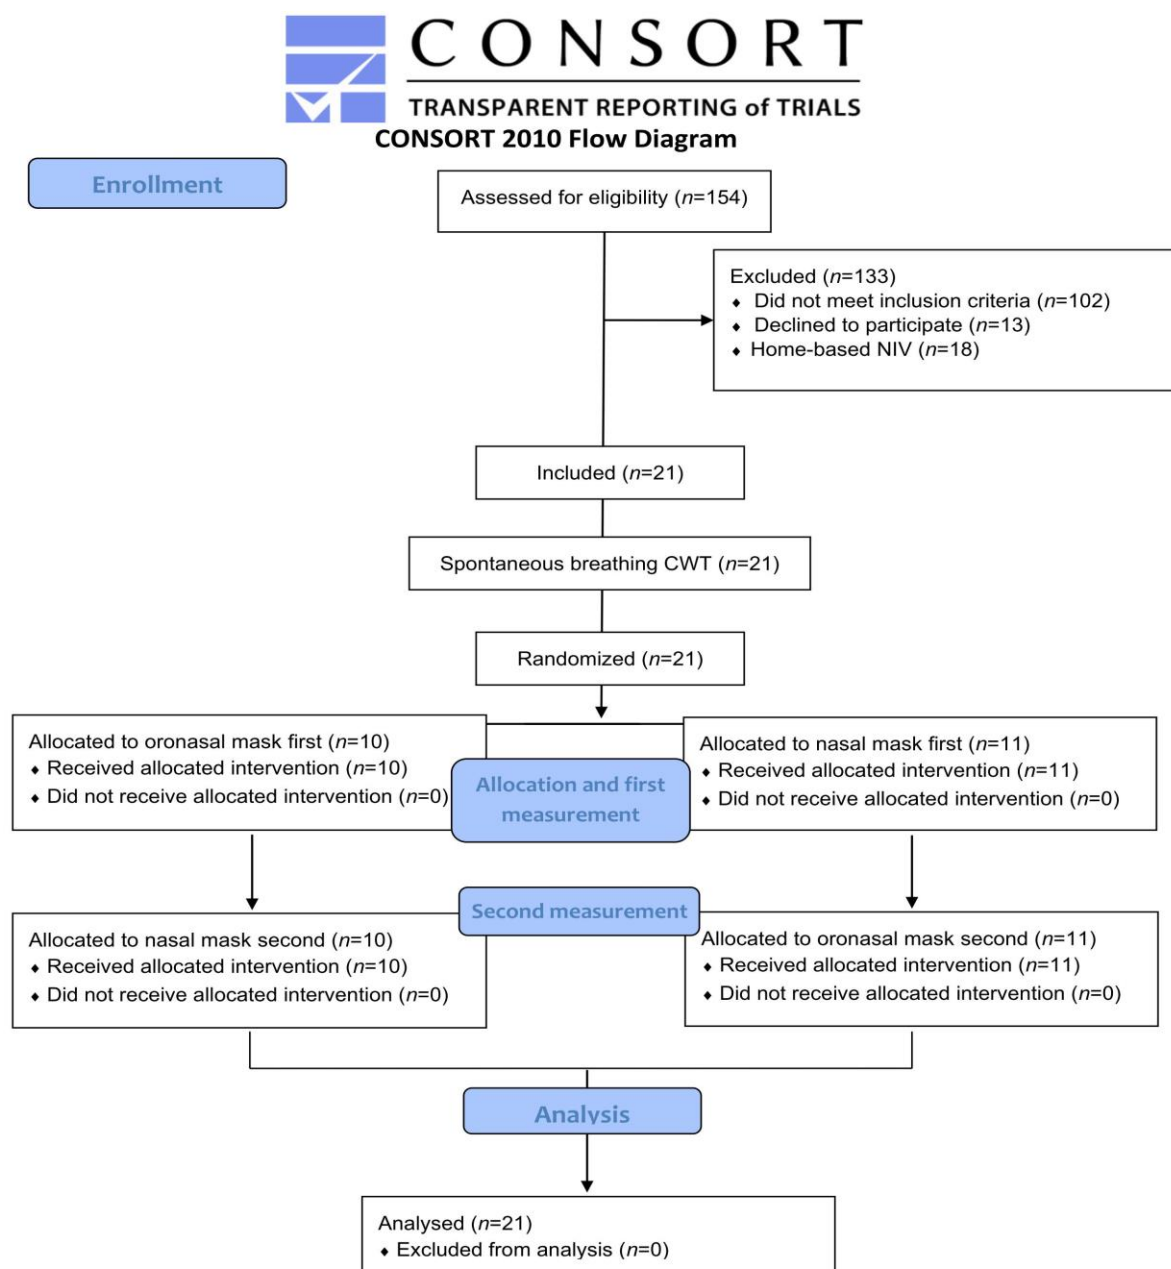 CONSORT
TRANSPARENT REPORTING of TRIALS
CONSORT 2010 Flow Diagram
Enrollment
Assessed for eligibility (n=154)
Excluded (n=133)
♦ Did not meet inclusion criteria (n=102)
♦ Declined to participate (n=13)
♦ Home-based NIV (n=18)
Included (n=21)
Spontaneous breathing CWT (n=21)
Randomized (n=21)
Allocated to oronasal mask first (n=10)
♦ Received allocated intervention (n=10)
♦ Did not receive allocated intervention (n=0)
Allocation and first
measurement
Allocated to nasal mask first (n=11)
♦ Received allocated intervention (n=11)
♦ Did not receive allocated intervention (n=0)
Second measurement
Allocated to nasal mask second (n=10)
♦ Received allocated intervention (n=10)
♦ Did not receive allocated intervention (n=0)
Allocated to oronasal mask second (n=11)
♦ Received allocated intervention (n=11)
♦ Did not receive allocated intervention (n=0)
Analysis
Analysed (n=21)
♦ Excluded from analysis (n=0)